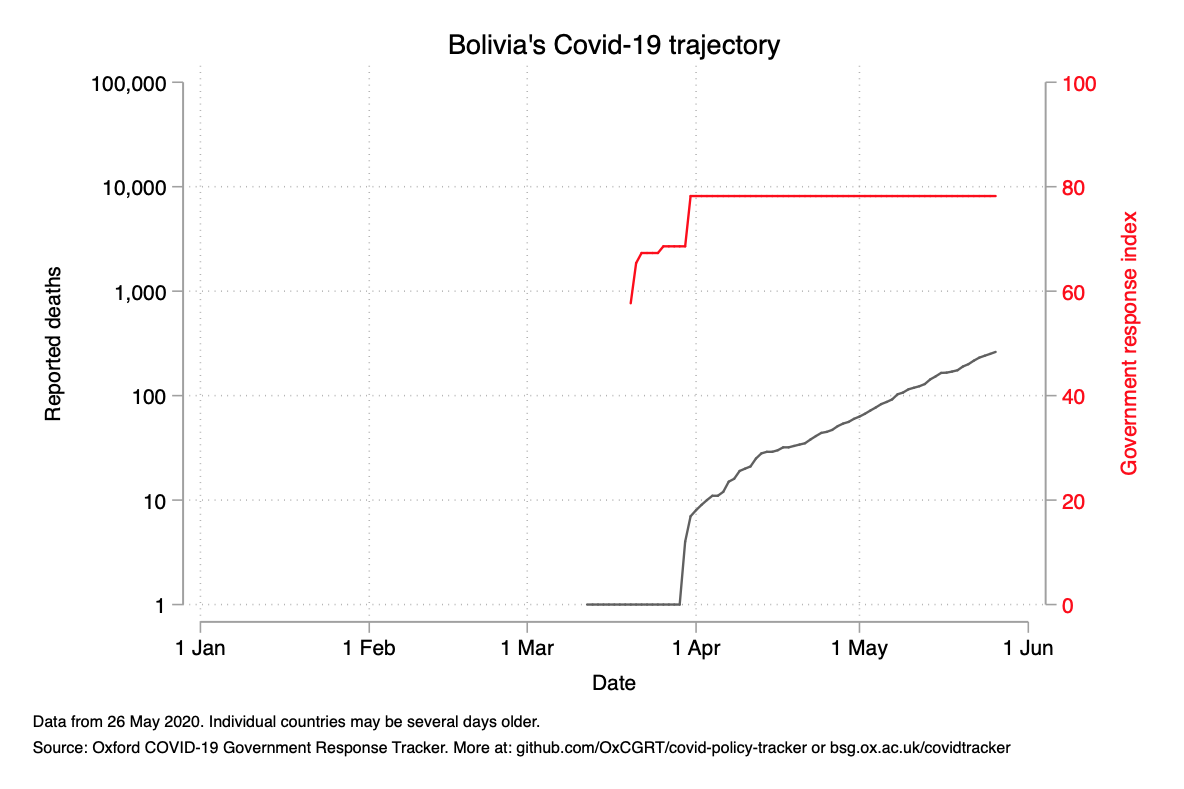 Bolivia's Covid-19 trajectory
100,000
10,000
1,000
100
10
1
Reported deaths
100
80
60
40
20
0
Government response index
1 Jan
1 Feb
1 Mar
1 Apr
1 May
1 Jun
Date
Data from 26 May 2020. Individual countries may be several days older.
Source: Oxford COVID-19 Government Response Tracker. More at: github.com/OxCGRT/covid-policy-tracker or bsg.ox.ac.uk/covidtracker